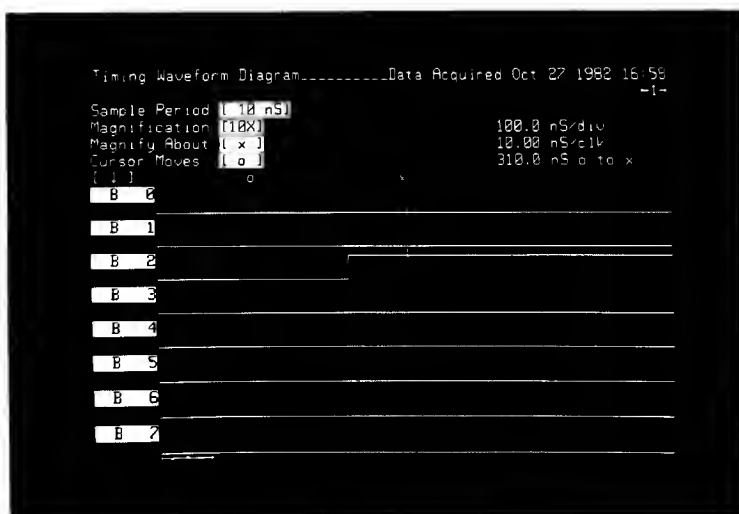 Timing Waveform Diagram__________Data Acquired Oct 27 1982 16:59
-1-
Sample Period [ 10 nS]
Magnification [10X] 100.0 nS/div
Magnify About [ x ] 10.00 nS/clk
Cursor Moves [ o ] 310.0 nS o to x
[ ↓ ] o x
B 0
B 1
B 2
B 3
B 4
B 5
B 6
B 7